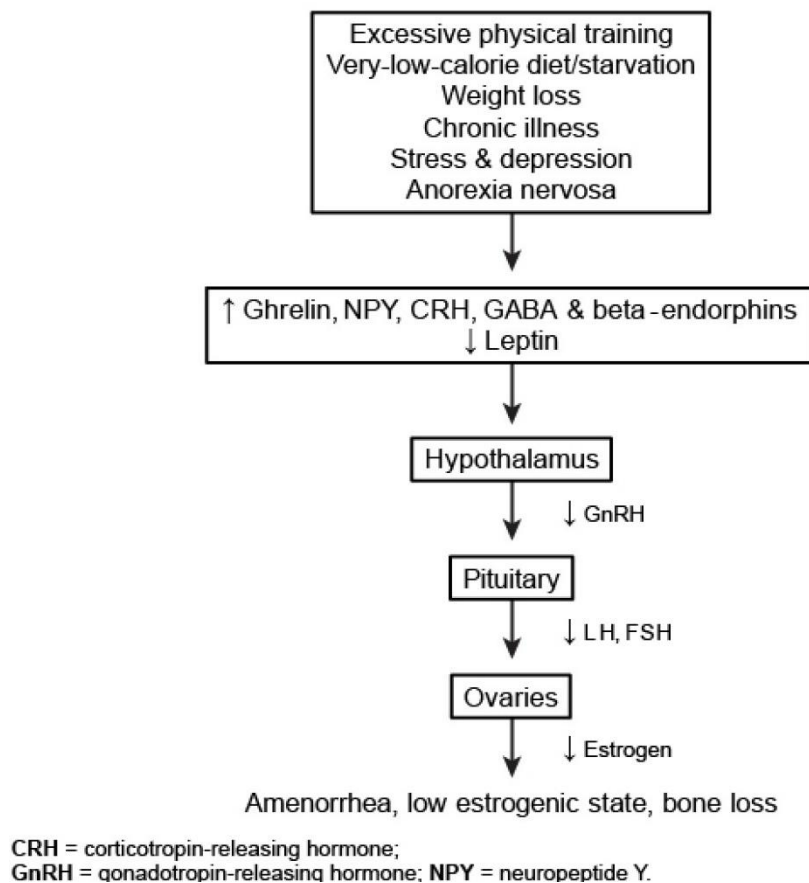 Excessive physical training
Very-low-calorie diet/starvation
Weight loss
Chronic illness
Stress & depression
Anorexia nervosa
↑ Ghrelin, NPY, CRH, GABA & beta-endorphins
↓ Leptin
Hypothalamus
↓ GnRH
Pituitary
↓ LH, FSH
Ovaries
↓ Estrogen
Amenorrhea, low estrogenic state, bone loss
CRH = corticotropin-releasing hormone;
GnRH = gonadotropin-releasing hormone; NPY = neuropeptide Y.